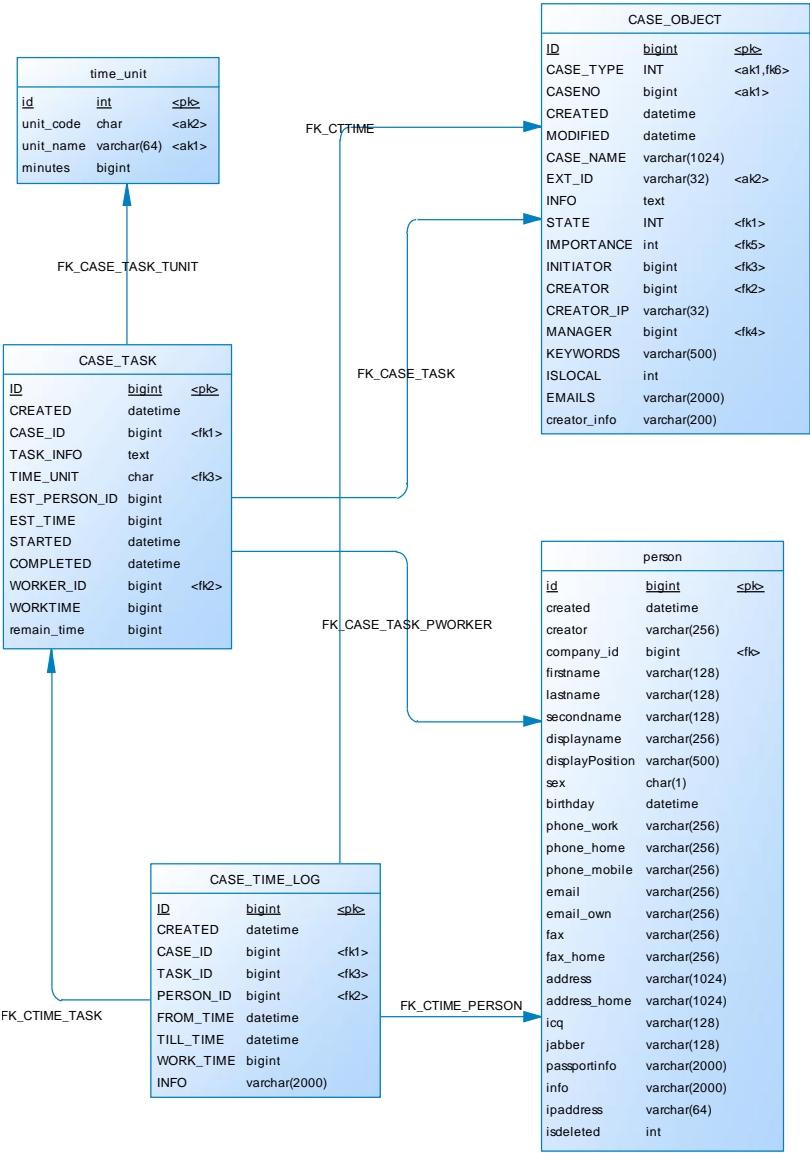 CASE_OBJECT
ID bigint <pk>
CASE_TYPE INT <ak1,fk6>
CASENO bigint <ak1>
CREATED datetime
MODIFIED datetime
CASE_NAME varchar(1024)
EXT_ID varchar(32) <ak2>
INFO text
STATE INT <fk1>
IMPORTANCE int <fk5>
INITIATOR bigint <fk3>
CREATOR bigint <fk2>
CREATOR_IP varchar(32)
MANAGER bigint <fk4>
KEYWORDS varchar(500)
ISLOCAL int
EMAILS varchar(2000)
creator_info varchar(200)
time_unit
id int <pk>
unit_code char <ak2>
unit_name varchar(64) <ak1>
minutes bigint
FK_CTTIME
FK_CASE_TASK_TUNIT
CASE_TASK
ID bigint <pk>
CREATED datetime
CASE_ID bigint <fk1>
TASK_INFO text
TIME_UNIT char <fk3>
EST_PERSON_ID bigint
EST_TIME bigint
STARTED datetime
COMPLETED datetime
WORKER_ID bigint <fk2>
WORKTIME bigint
remain_time bigint
FK_CASE_TASK
FK_CASE_TASK_PWORKER
person
id bigint <pk>
created datetime
creator varchar(256)
company_id bigint <fk>
firstname varchar(128)
lastname varchar(128)
secondname varchar(128)
displayname varchar(256)
displayPosition varchar(500)
sex char(1)
birthday datetime
phone_work varchar(256)
phone_home varchar(256)
phone_mobile varchar(256)
email varchar(256)
email_own varchar(256)
fax varchar(256)
fax_home varchar(256)
address varchar(1024)
address_home varchar(1024)
icq varchar(128)
jabber varchar(128)
passportinfo varchar(2000)
info varchar(2000)
ipaddress varchar(64)
isdeleted int
CASE_TIME_LOG
ID bigint <pk>
CREATED datetime
CASE_ID bigint <fk1>
TASK_ID bigint <fk3>
PERSON_ID bigint <fk2>
FROM_TIME datetime
TILL_TIME datetime
WORK_TIME bigint
INFO varchar(2000)
FK_CTIME_TASK
FK_CTIME_PERSON